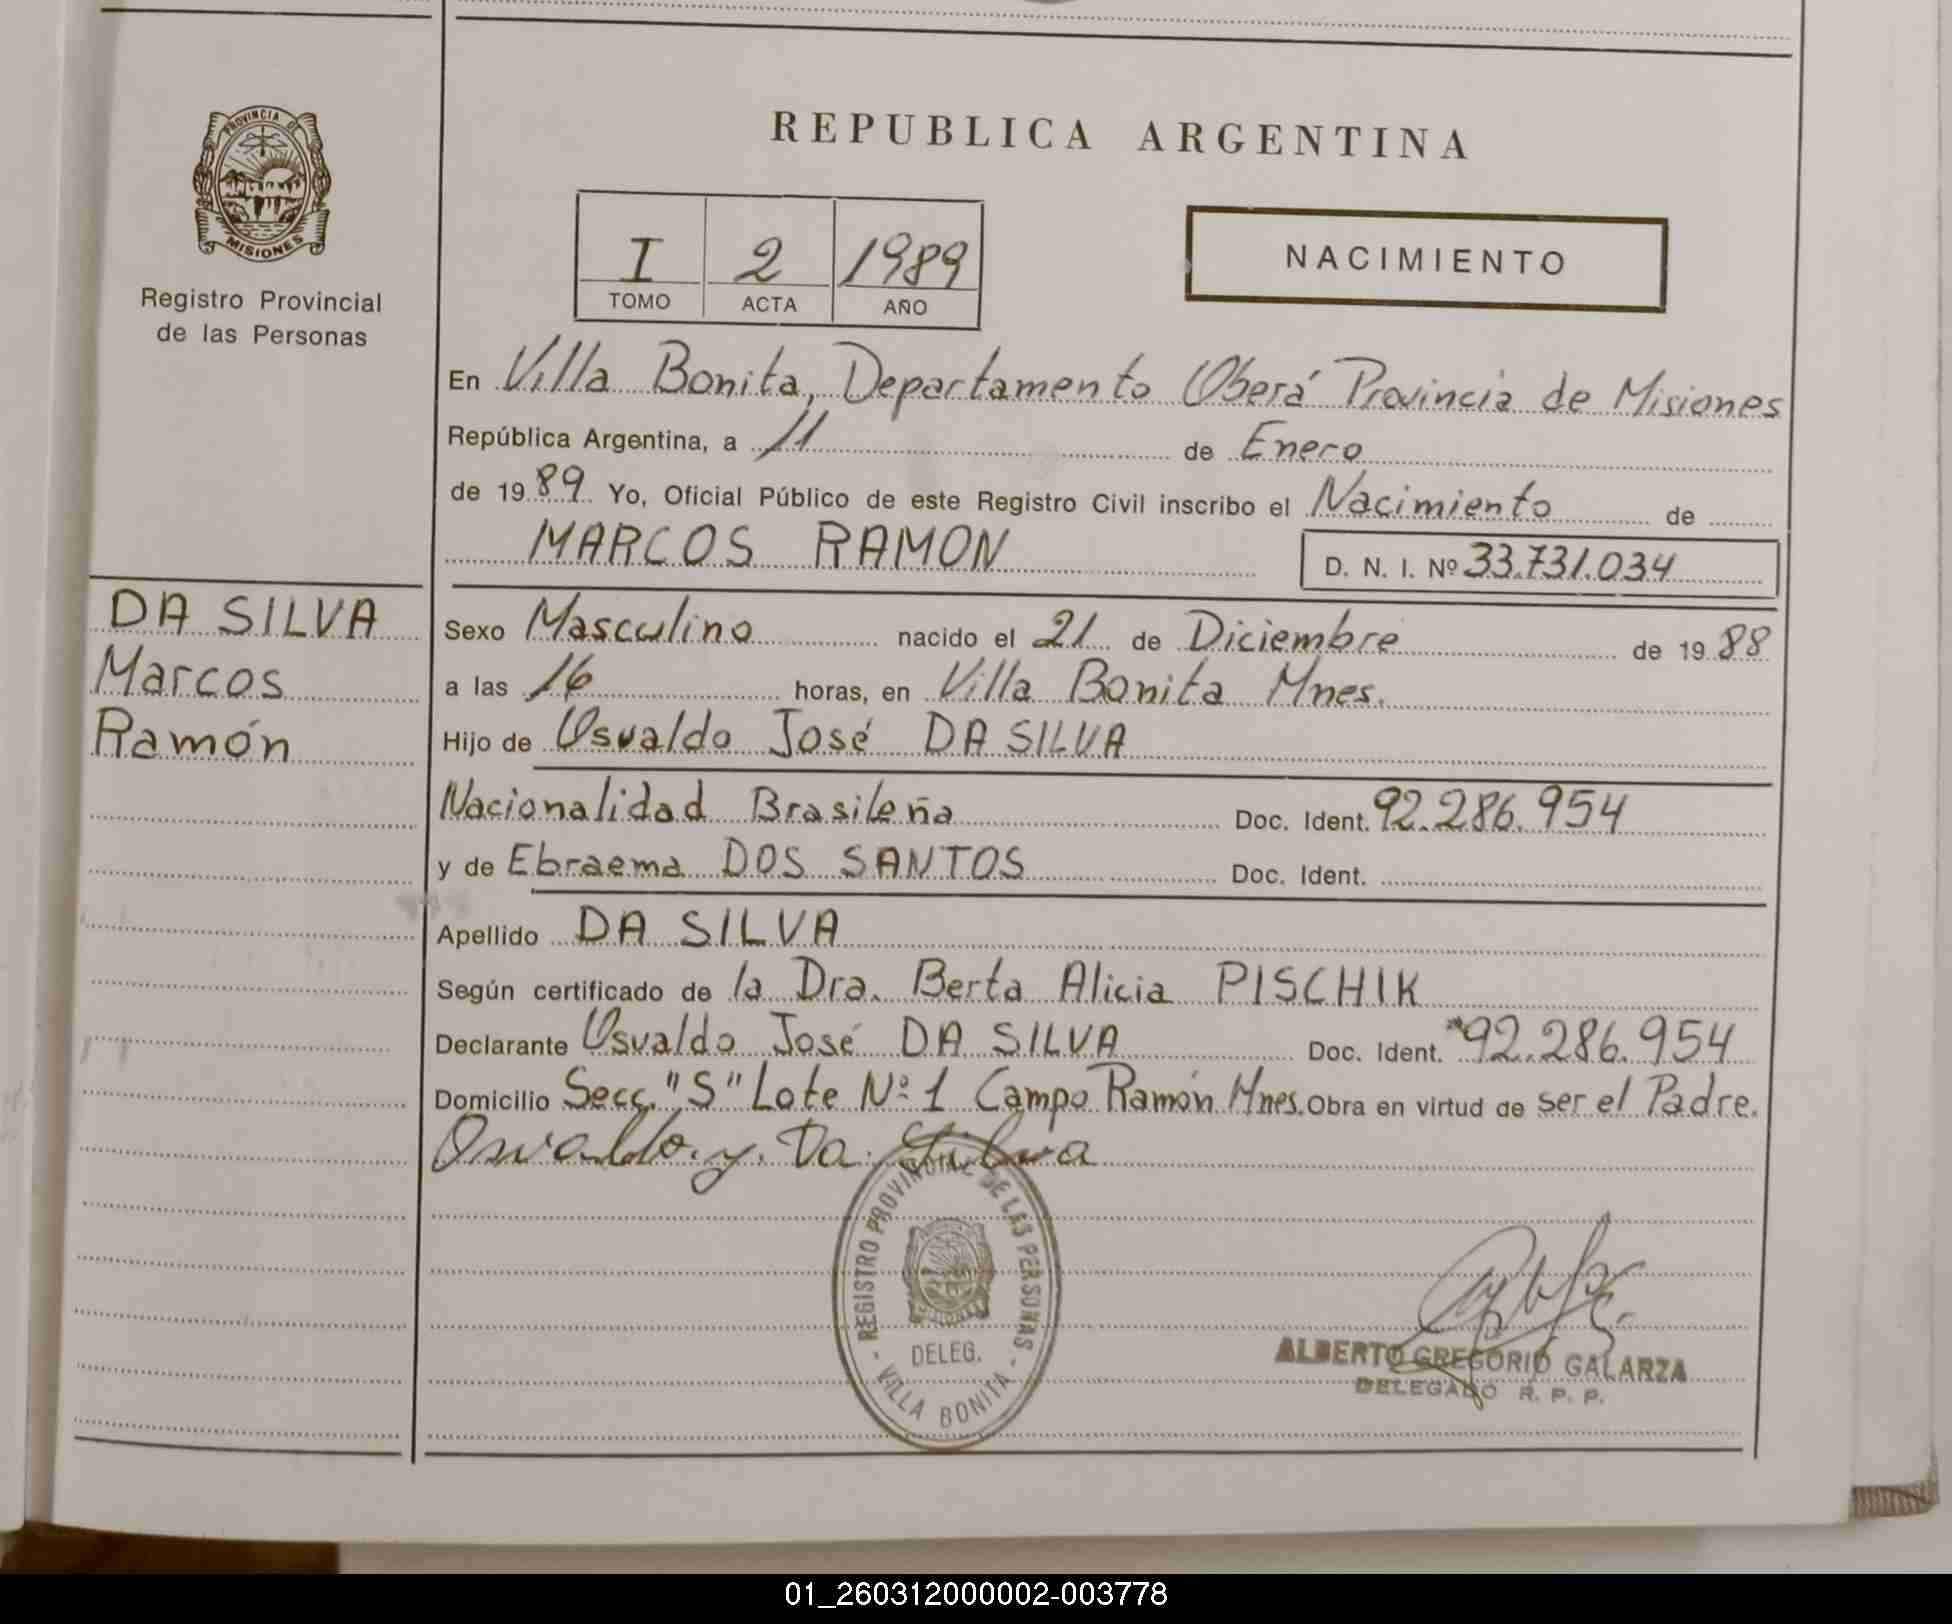 REPUBLICA ARGENTINA
PROVINCIA DE
MISIONES
Registro Provincial
de las Personas
I 2 1989
TOMO ACTA AÑO
NACIMIENTO
En Villa Bonita, Departamento Oberá Provincia de Misiones
República Argentina, a 11 de Enero
de 1989 Yo, Oficial Público de este Registro Civil inscribo el Nacimiento de
MARCOS RAMON D. N. I. Nº 33.731.034
DA SILVA
Marcos
Ramón
Sexo Masculino nacido el 21 de Diciembre de 1988
a las 16 horas, en Villa Bonita Mnes.
Hijo de Osvaldo José DA SILVA
Nacionalidad Brasileña Doc. Ident. 92.286.954
y de Ebraema DOS SANTOS Doc. Ident.
Apellido DA SILVA
Según certificado de la Dra. Berta Alicia PISCHIK
Declarante Osvaldo José DA SILVA Doc. Ident. 92.286.954
Domicilio Secc. "S" Lote Nº 1 Campo Ramón Mnes. Obra en virtud de ser el Padre.
Osvaldo. y. Da Silva
REGISTRO PROVINCIAL DE LAS PERSONAS
MISIONES
DELEG.
VILLA BONITA
ALBERTO GREGORIO GALARZA
DELEGADO R. P. P.
01_260312000002-003778